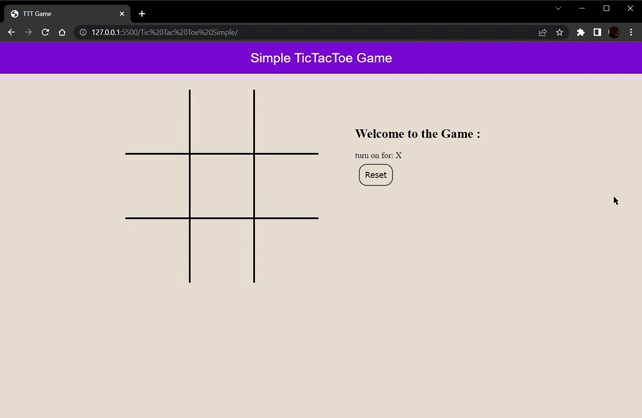 TTT Game
127.0.0.1:5500/Tic%20Tac%20Toe%20Simple/
Simple TicTacToe Game
Welcome to the Game :
turn on for: X
Reset